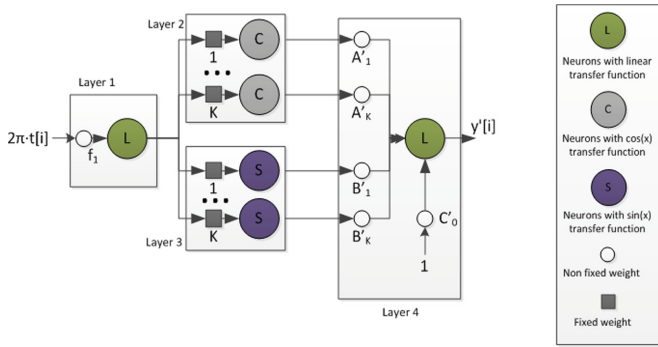 Layer 1
2π·t[i]
f1
L
Layer 2
1
C
•••
K
C
Layer 3
1
S
•••
K
S
A'1
A'K
B'1
B'K
L
y'[i]
C'0
1
Layer 4
L
Neurons with linear
transfer function
C
Neurons with cos(x)
transfer function
S
Neurons with sin(x)
transfer function
Non fixed weight
Fixed weight